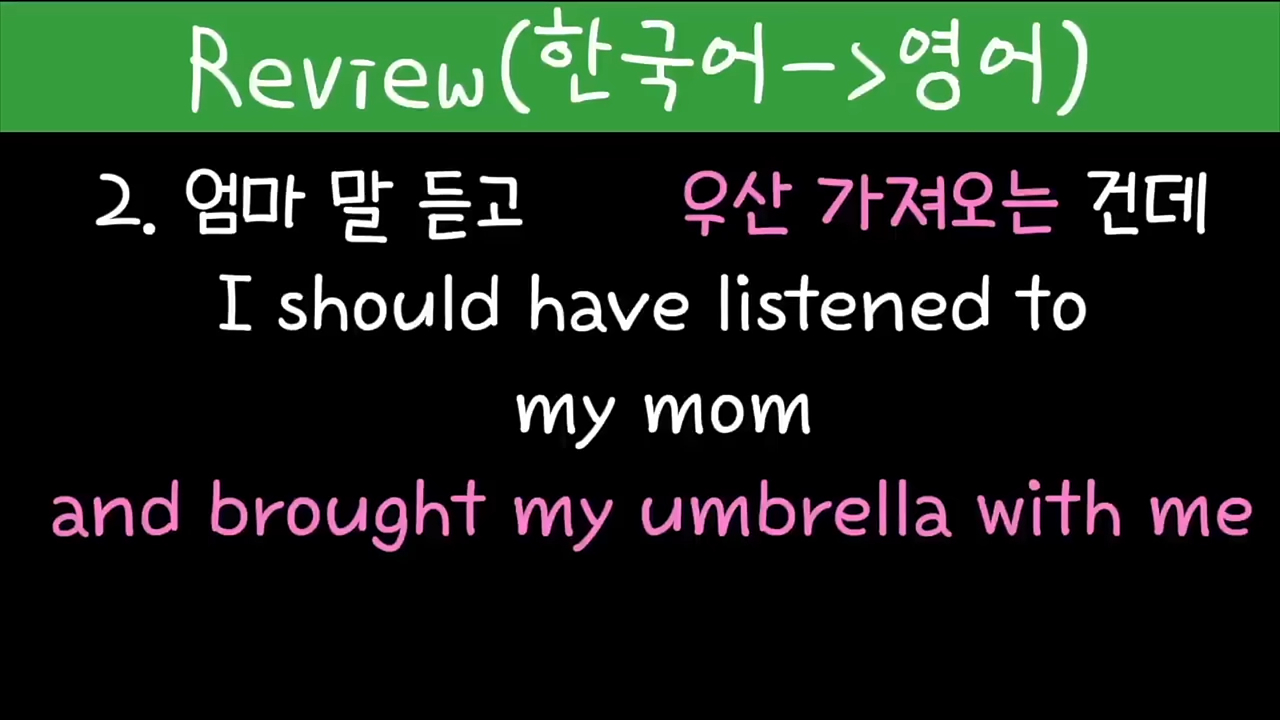 Review(한국어->영어)
2. 엄마 말 듣고 우산 가져오는 건데
I should have listened to
my mom
and brought my umbrella with me